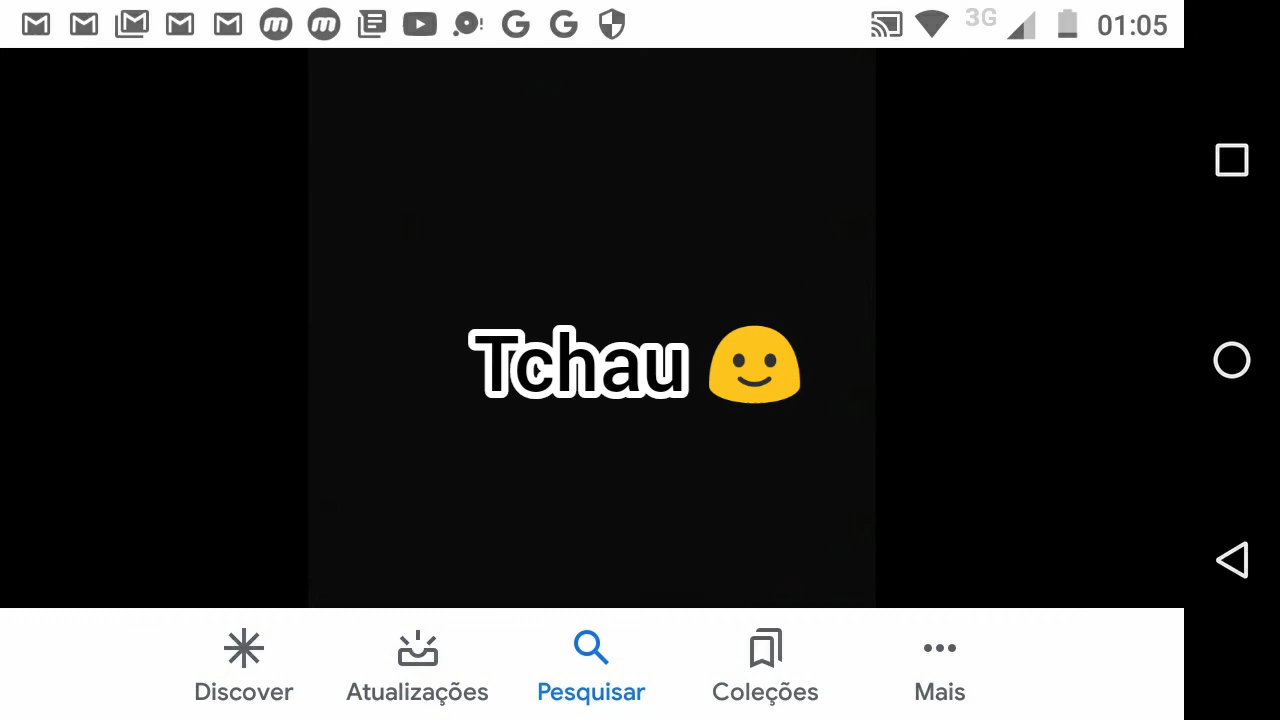 3G 01:05
Tchau 🙂
Discover Atualizações Pesquisar Coleções Mais